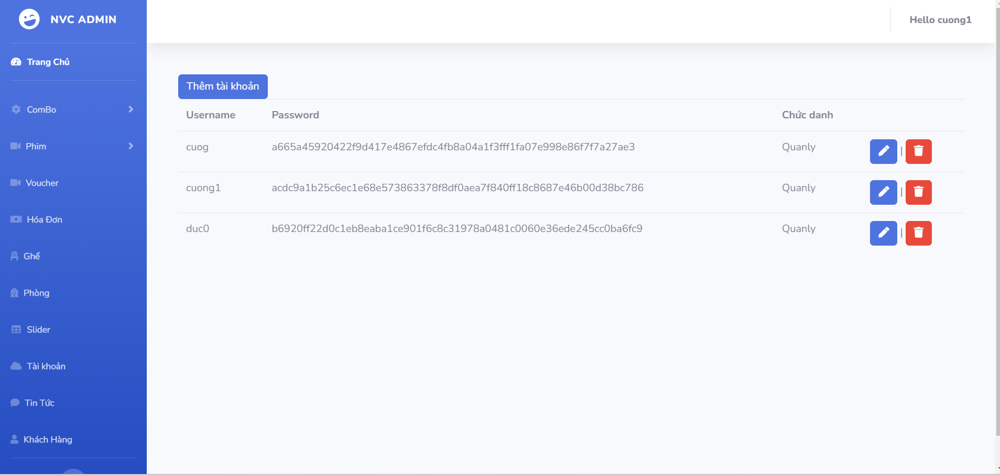 NVC ADMIN
Hello cuong1
Trang Chủ
ComBo
Phim
Voucher
Hóa Đơn
Ghế
Phòng
Slider
Tài khoản
Tin Tức
Khách Hàng
Thêm tài khoản
Username Password Chức danh
cuog a665a45920422f9d417e4867efdc4fb8a04a1f3fff1fa07e998e86f7f7a27ae3 Quanly |
cuong1 acdc9a1b25c6ec1e68e573863378f8df0aea7f840ff18c8687e46b00d38bc786 Quanly |
duc0 b6920ff22d0c1eb8eaba1ce901f6c8c31978a0481c0060e36ede245cc0ba6fc9 Quanly |